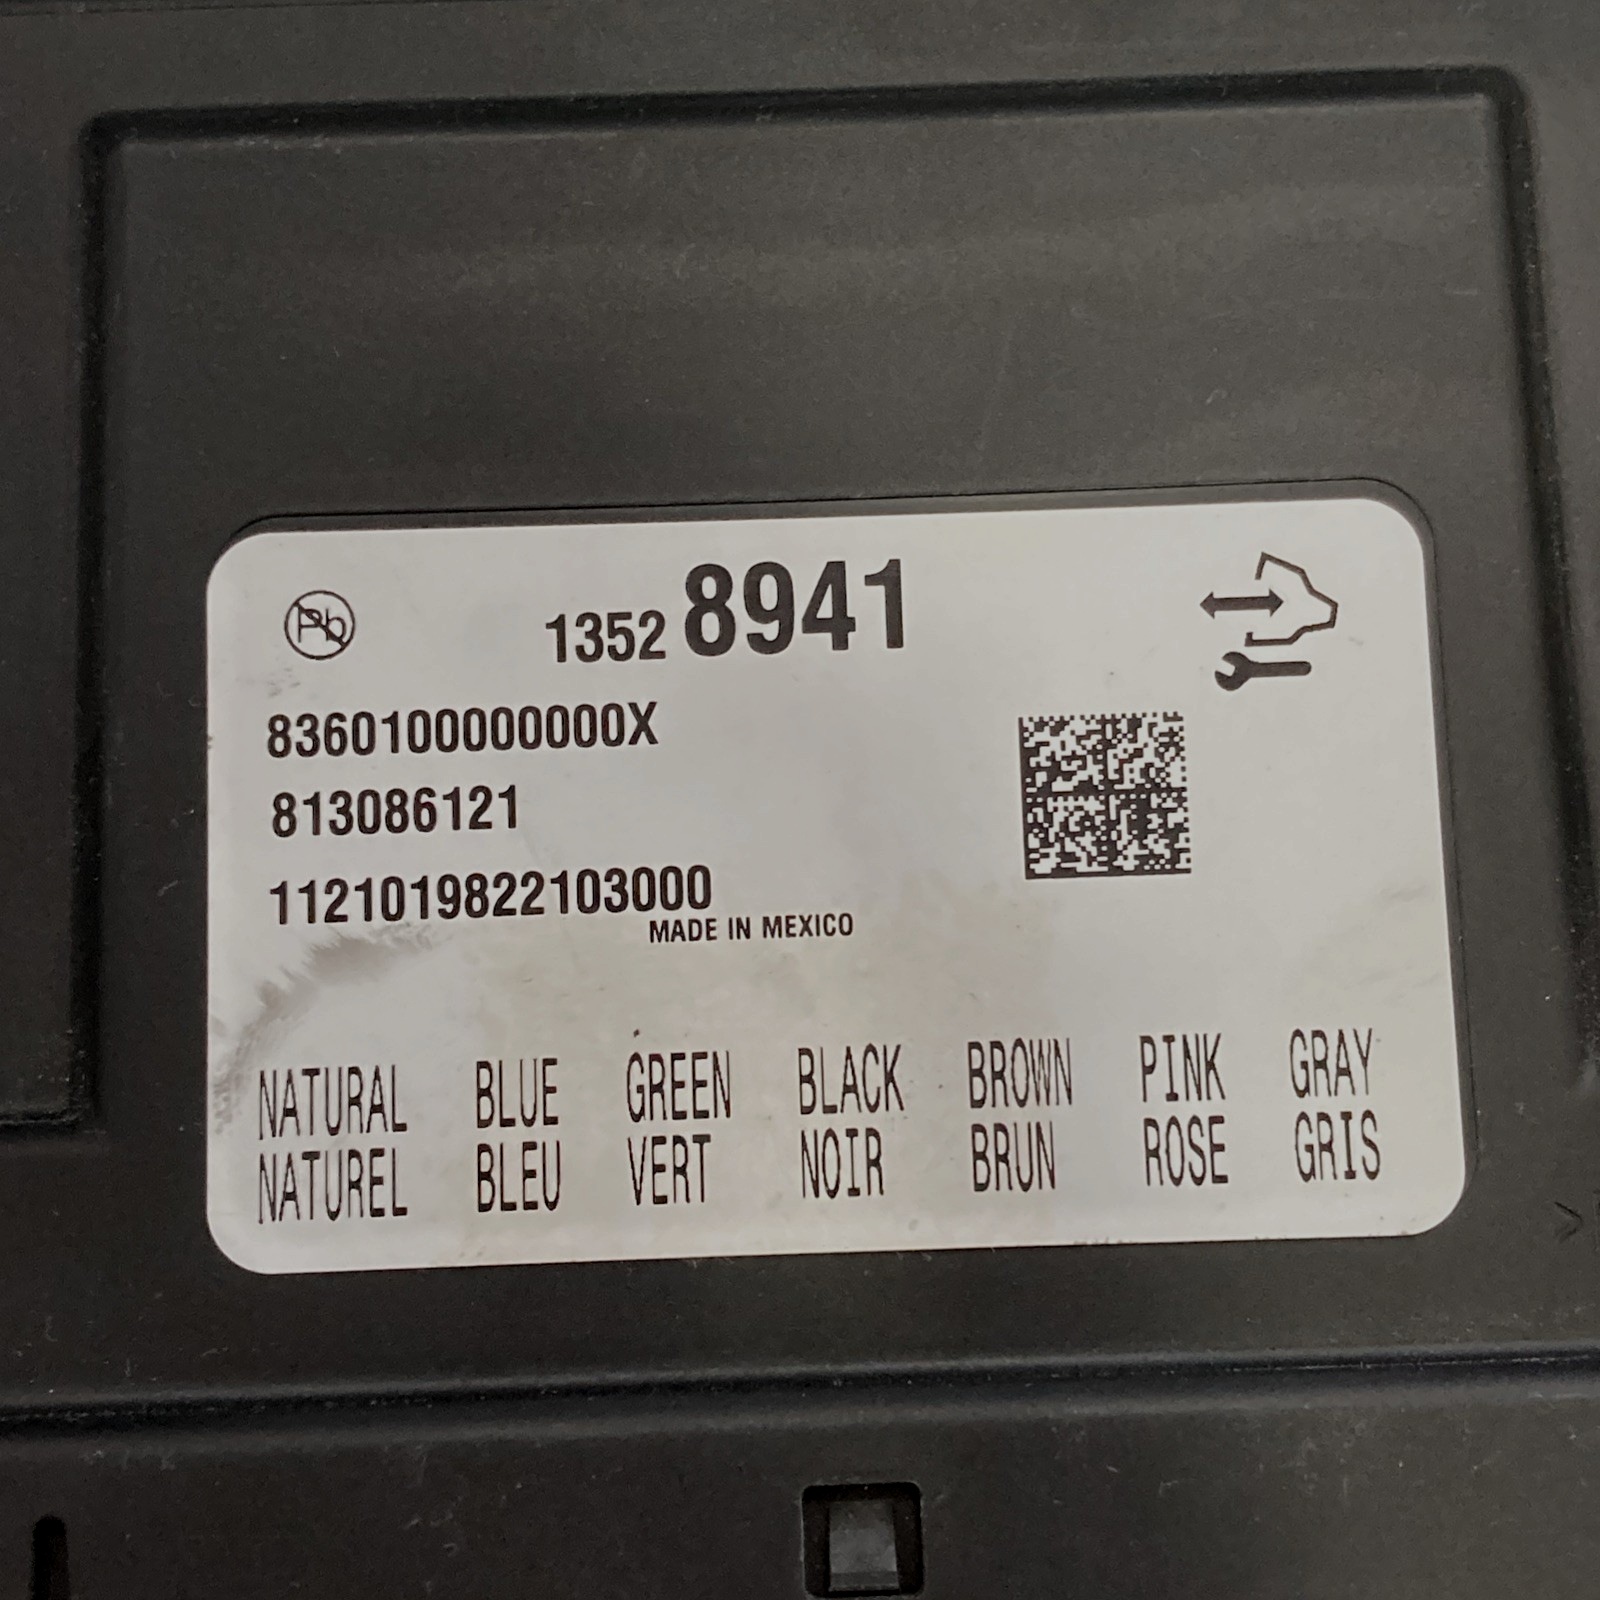 Pb
1352 8941
8360100000000X
813086121
1121019822103000
MADE IN MEXICO
NATURAL BLUE GREEN BLACK BROWN PINK GRAY
NATUREL BLEU VERT NOIR BRUN ROSE GRIS